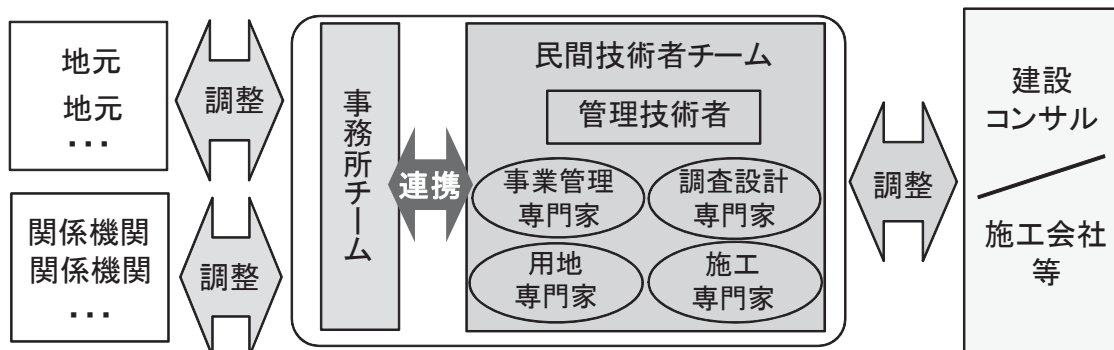 地元
地元
・・・
調整
関係機関
関係機関
・・・
調整
事務所チーム
連携
民間技術者チーム
管理技術者
事業管理
専門家
調査設計
専門家
用地
専門家
施工
専門家
調整
建設
コンサル
施工会社
等